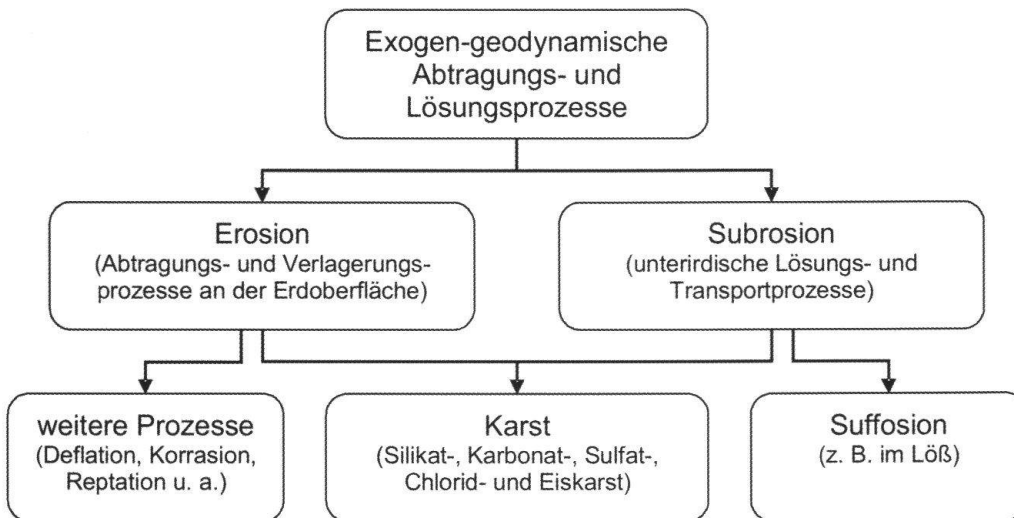 Exogen-geodynamische
Abtragungs- und
Lösungsprozesse
Erosion
(Abtragungs- und Verlagerungs-
prozesse an der Erdoberfläche)
Subrosion
(unterirdische Lösungs- und
Transportprozesse)
weitere Prozesse
(Deflation, Korrasion,
Reptation u. a.)
Karst
(Silikat-, Karbonat-, Sulfat-,
Chlorid- und Eiskarst)
Suffosion
(z. B. im Löß)